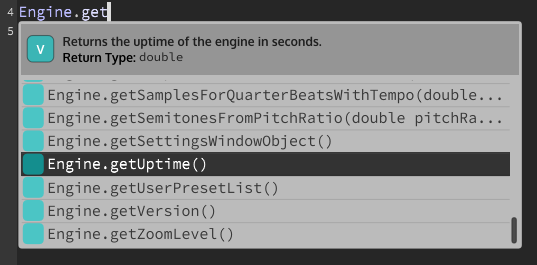 4 Engine.get
5
V Returns the uptime of the engine in seconds.
Return Type: double
Engine.getSamplesForQuarterBeatsWithTempo(double...
Engine.getSemitonesFromPitchRatio(double pitchRa...
Engine.getSettingsWindowObject()
Engine.getUptime()
Engine.getUserPresetList()
Engine.getVersion()
Engine.getZoomLevel()